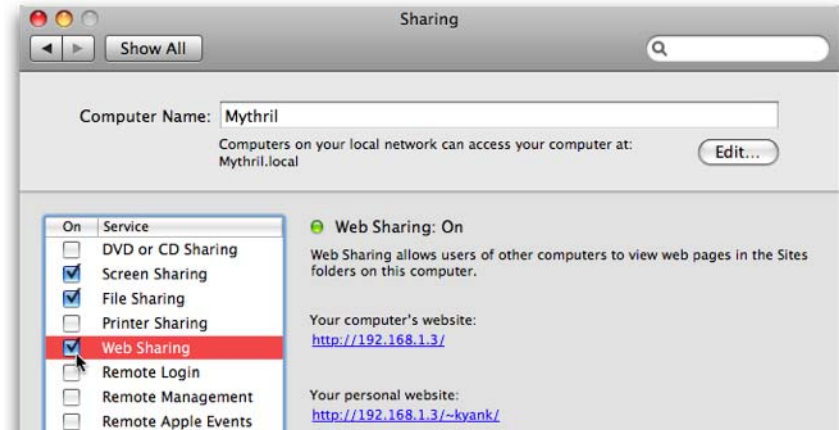 Sharing
Show All
Computer Name: Mythril
Computers on your local network can access your computer at:
Mythril.local
Edit...
On Service
DVD or CD Sharing
Screen Sharing
File Sharing
Printer Sharing
Web Sharing
Remote Login
Remote Management
Remote Apple Events
Web Sharing: On
Web Sharing allows users of other computers to view web pages in the Sites
folders on this computer.
Your computer's website:
http://192.168.1.3/
Your personal website:
http://192.168.1.3/~kyank/